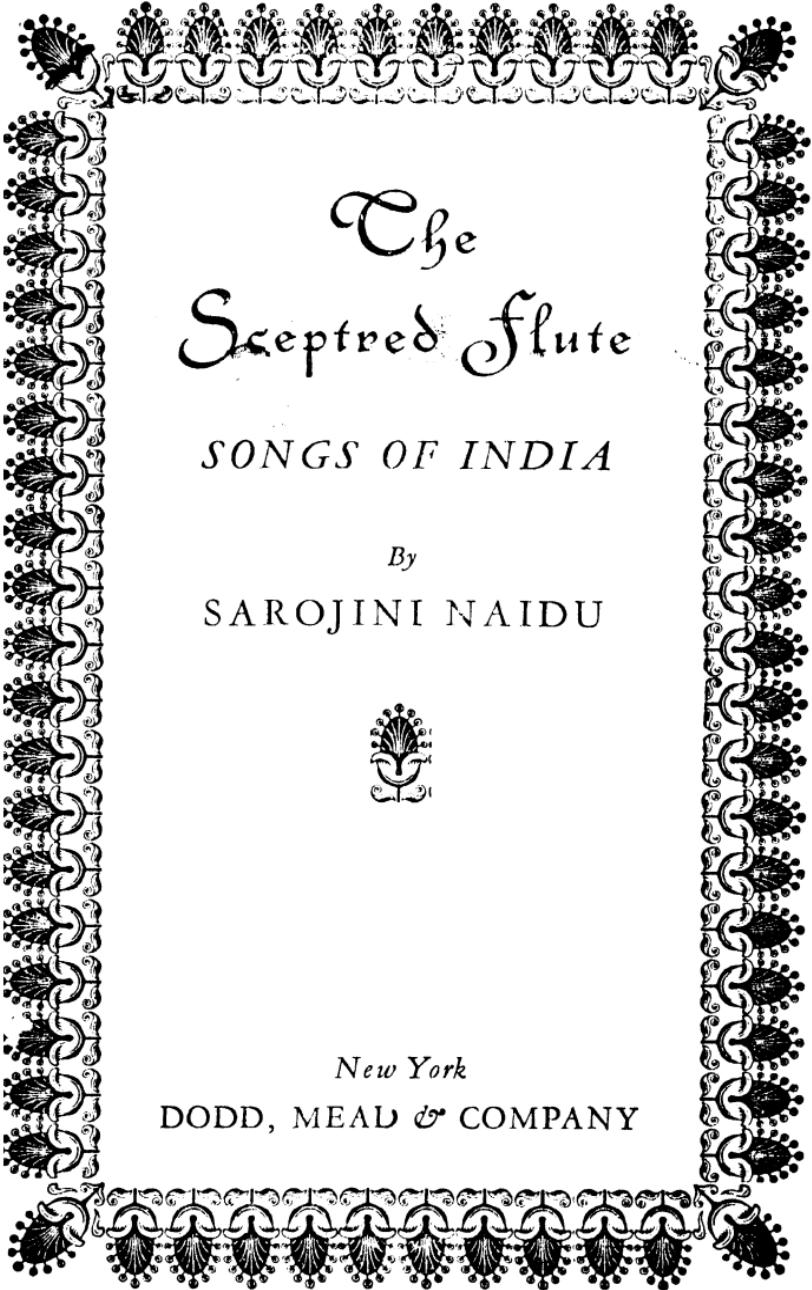 The
Sceptred Flute
SONGS OF INDIA
By
SAROJINI NAIDU
New York
DODD, MEAD & COMPANY